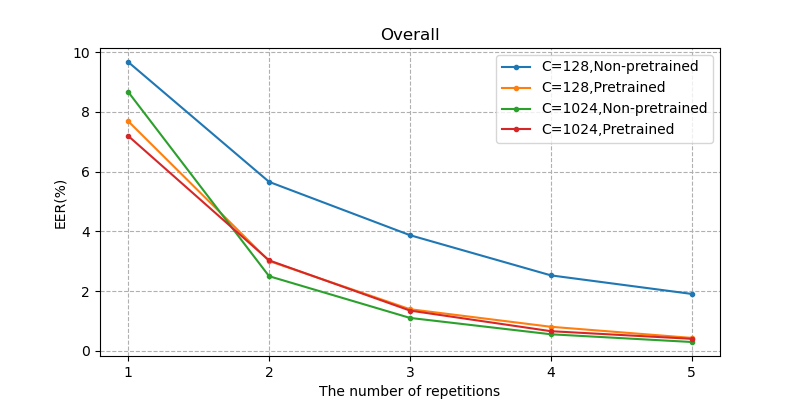 Overall
EER(%)
10
8
6
4
2
0
C=128,Non-pretrained
C=128,Pretrained
C=1024,Non-pretrained
C=1024,Pretrained
1 2 3 4 5
The number of repetitions